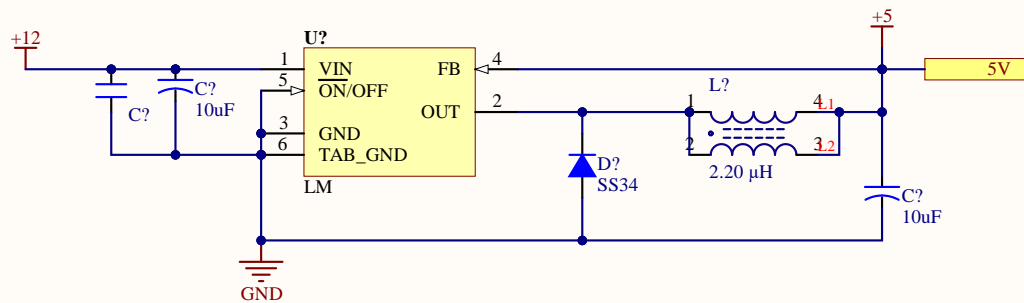 +12
+5
U?
1 VIN
FB 4
5V
5 ON/OFF
C?
10uF
C?
OUT 2
L?
1
4 L1
3 GND
6 TAB_GND
2
3 L2
2.20 µH
LM
D?
SS34
C?
10uF
GND